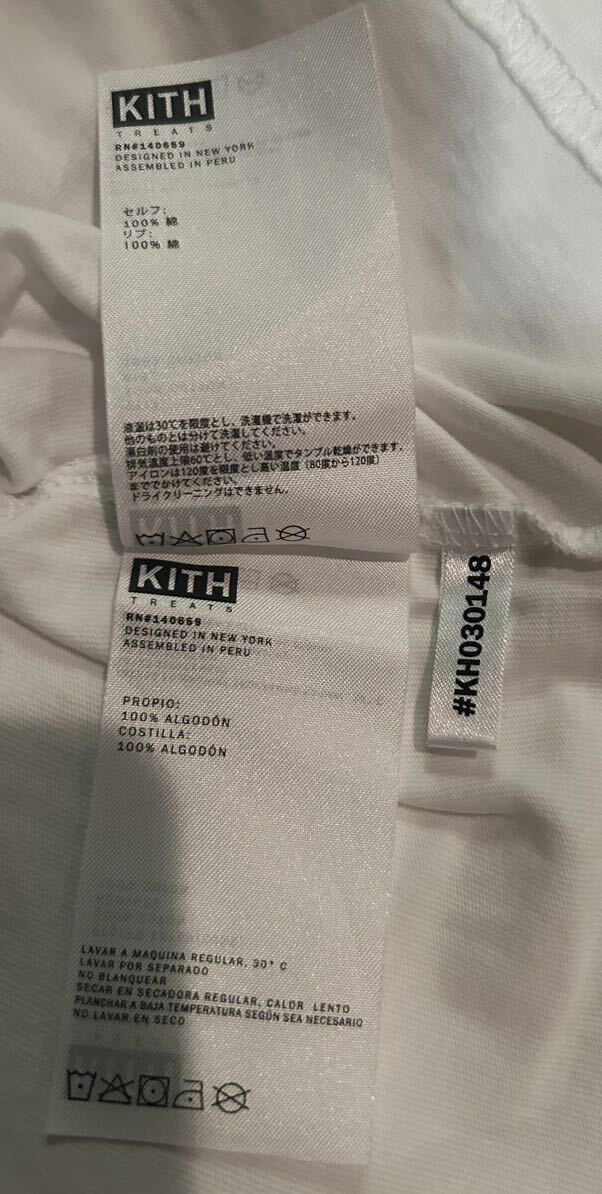 KITH
TREATS
RN#140659
DESIGNED IN NEW YORK
ASSEMBLED IN PERU
セルフ:
100% 綿
リブ:
100% 綿
液温は30℃を限度とし、洗濯機で洗濯ができます。
他のものとは分けて洗濯してください。
漂白剤の使用は避けてください。
排気温度上限60℃とし、低い温度でタンブル乾燥ができます。
アイロンは120度を限度とし高い温度（80度から120度）
まででかけてください。
ドライクリーニングはできません。
KITH
TREATS
RN#140659
DESIGNED IN NEW YORK
ASSEMBLED IN PERU
PROPIO:
100% ALGODÓN
COSTILLA:
100% ALGODÓN
LAVAR A MAQUINA REGULAR, 30° C
LAVAR POR SEPARADO
NO BLANQUEAR
SECAR EN SECADORA REGULAR, CALOR LENTO
PLANCHAR A BAJA TEMPERATURA SEGÚN SEA NECESARIO
NO LAVAR EN SECO
#KH030148